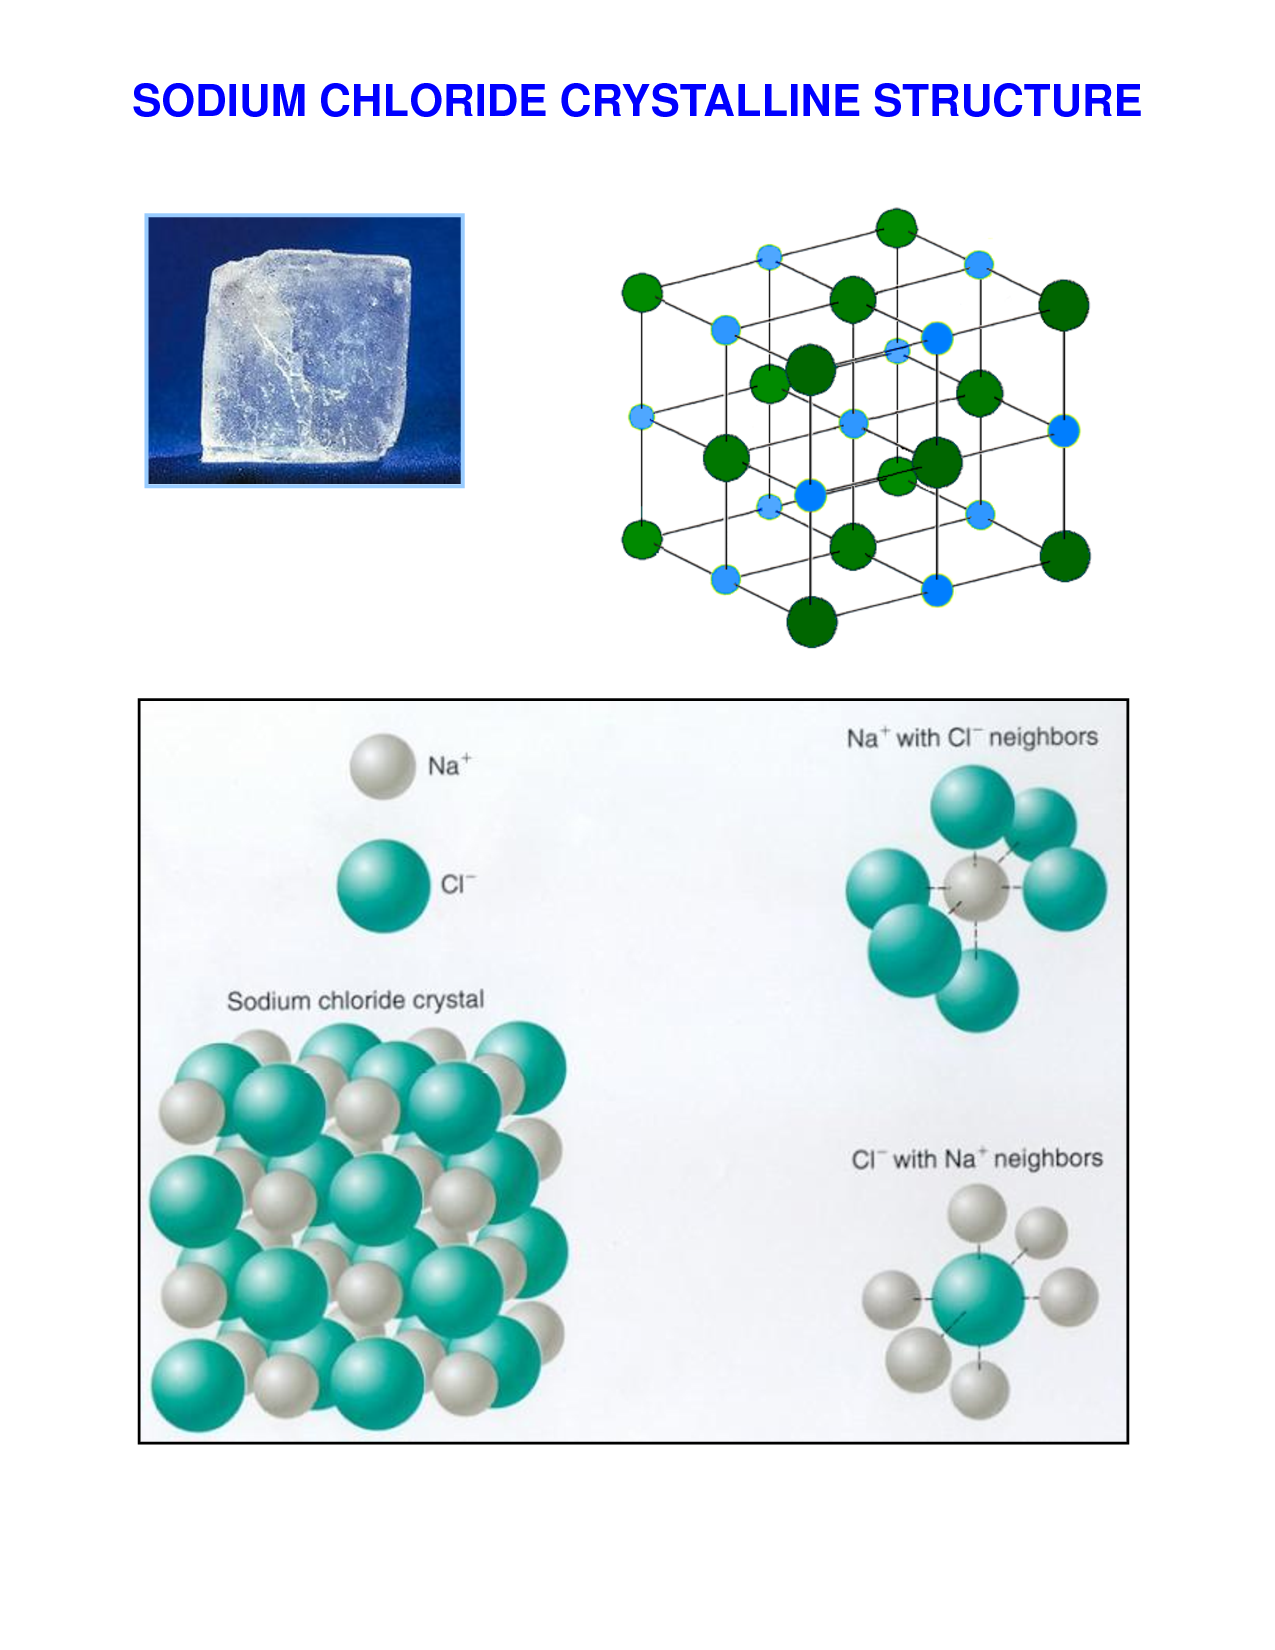 SODIUM CHLORIDE CRYSTALLINE STRUCTURE
Na⁺
Cl⁻
Sodium chloride crystal
Na⁺ with Cl⁻ neighbors
Cl⁻ with Na⁺ neighbors